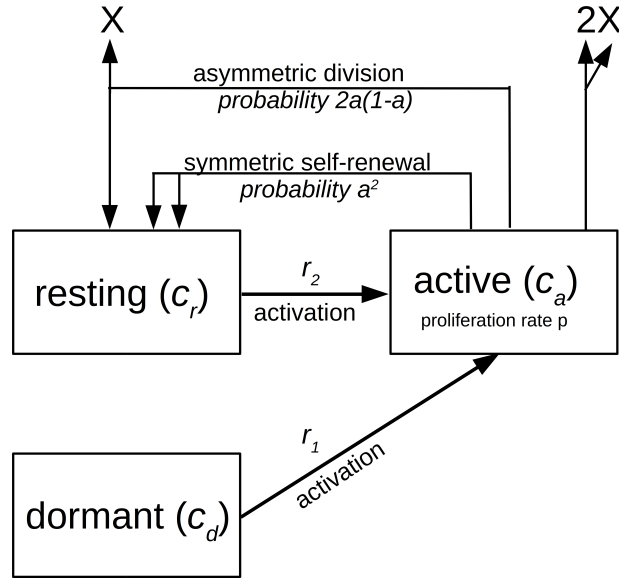 X
2X
asymmetric division
probability 2a(1-a)
symmetric self-renewal
probability a²
resting (cᵣ)
r₂
activation
active (cₐ)
proliferation rate p
r₁
activation
dormant (c_d)